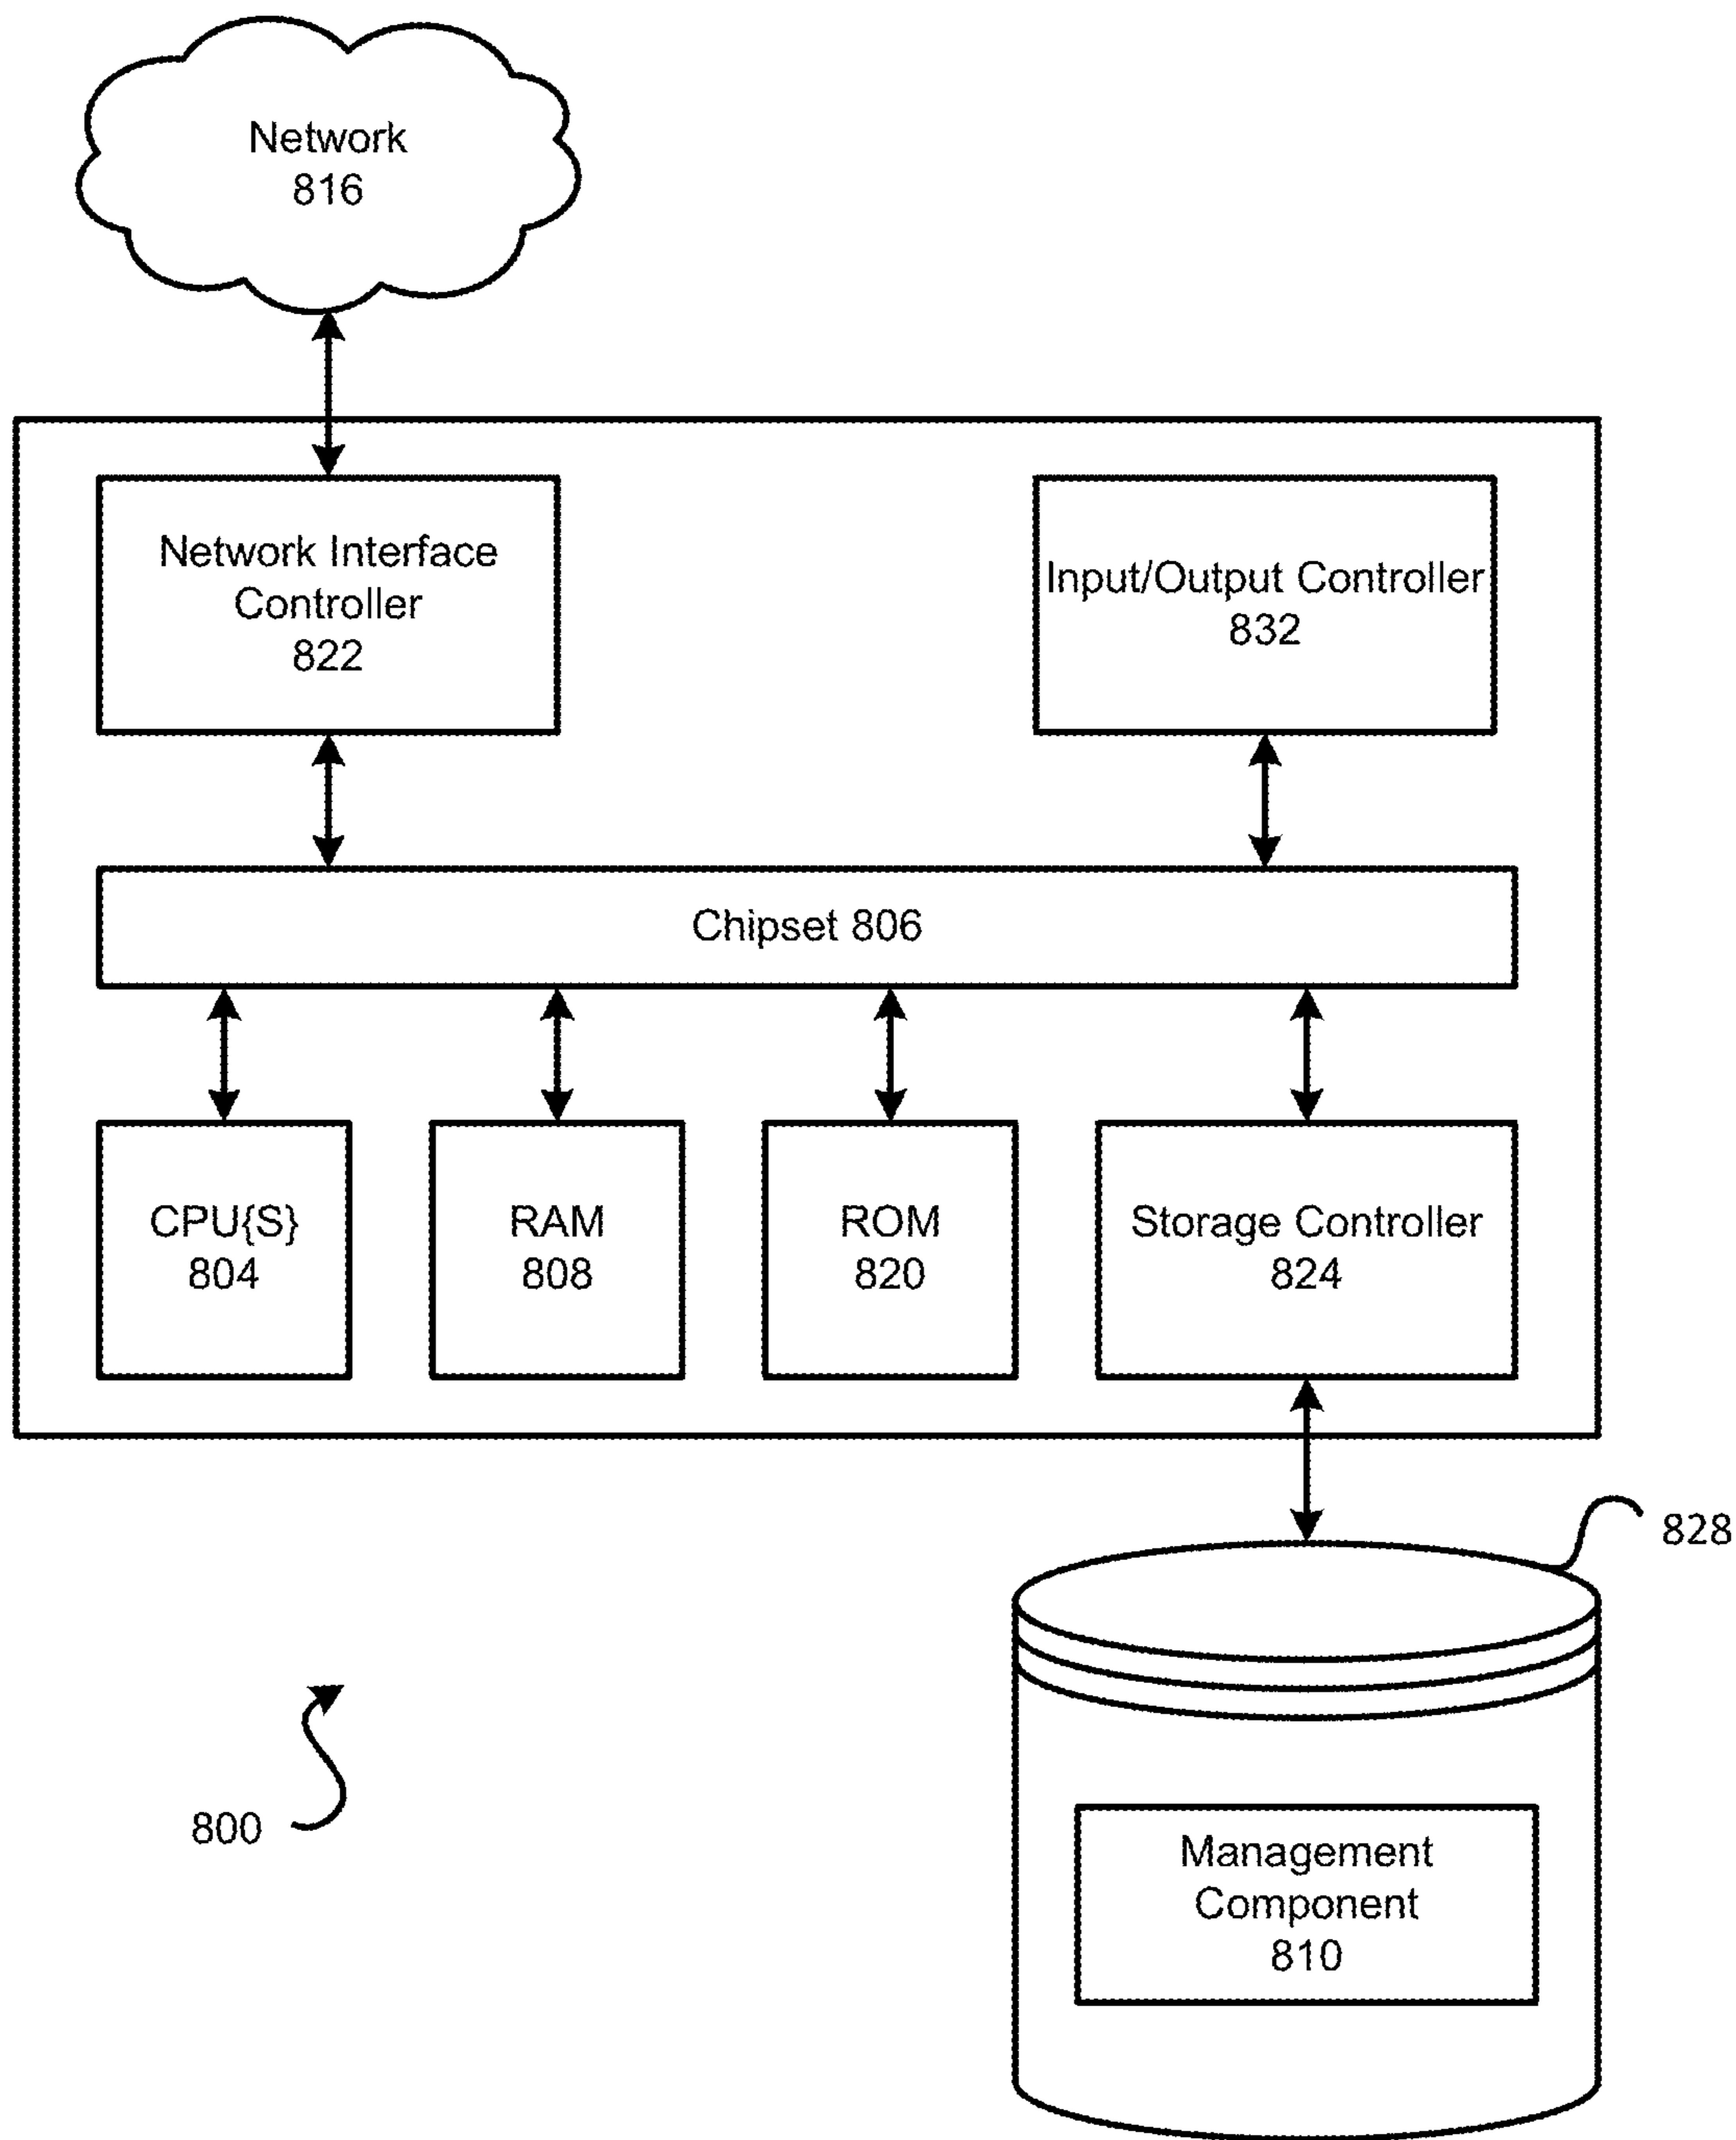 Network
816
Network Interface
Controller
822
Input/Output Controller
832
Chipset 806
CPU{S}
804
RAM
808
ROM
820
Storage Controller
824
828
800
Management
Component
810